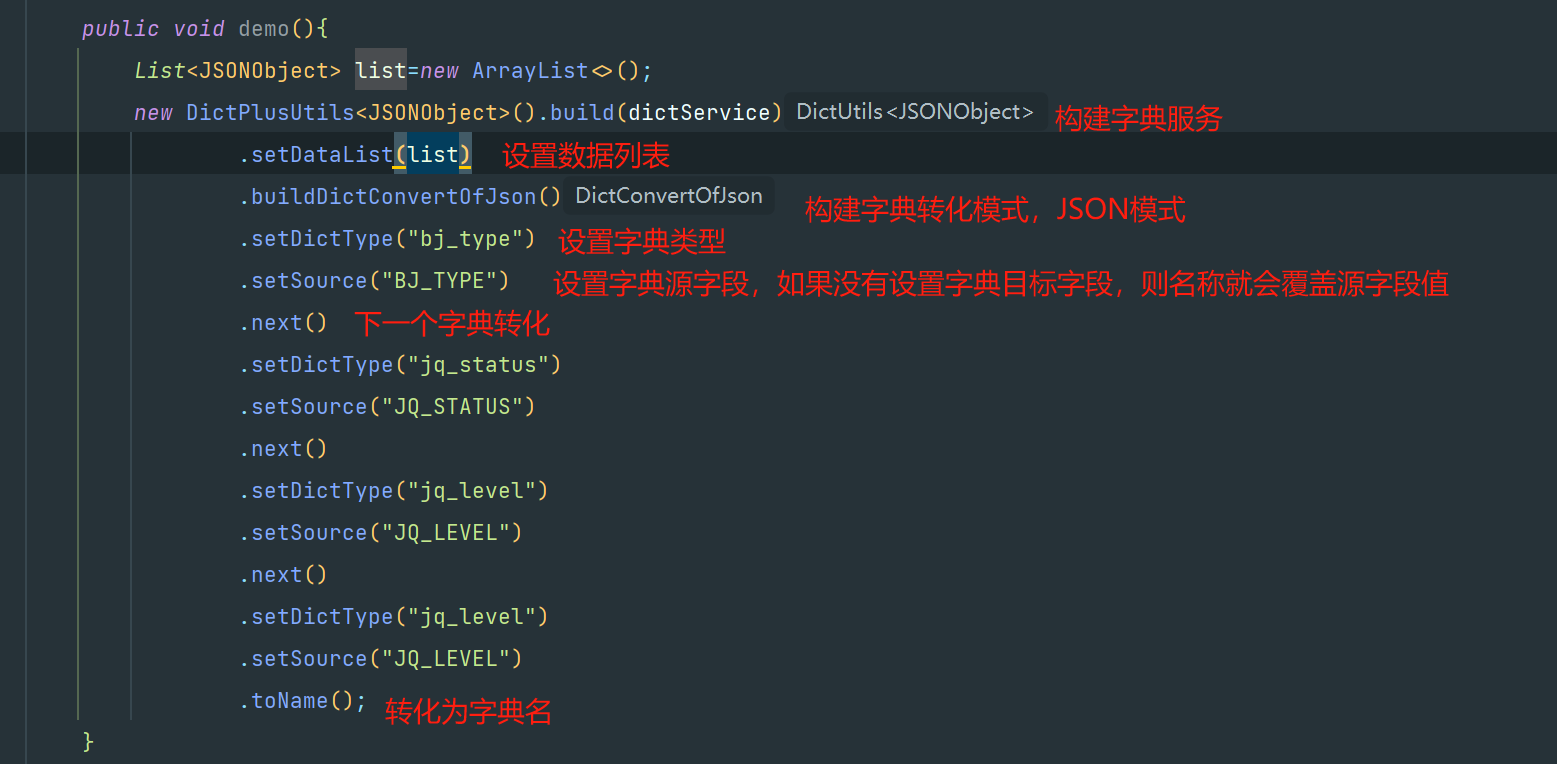 public void demo(){
List<JSONObject> list=new ArrayList<>();
new DictPlusUtils<JSONObject>().build(dictService) DictUtils<JSONObject> 构建字典服务
.setDataList(list) 设置数据列表
.buildDictConvertOfJson() DictConvertOfJson 构建字典转化模式，JSON模式
.setDictType("bj_type") 设置字典类型
.setSource("BJ_TYPE") 设置字典源字段，如果没有设置字典目标字段，则名称就会覆盖源字段值
.next() 下一个字典转化
.setDictType("jq_status")
.setSource("JQ_STATUS")
.next()
.setDictType("jq_level")
.setSource("JQ_LEVEL")
.next()
.setDictType("jq_level")
.setSource("JQ_LEVEL")
.toName(); 转化为字典名
}